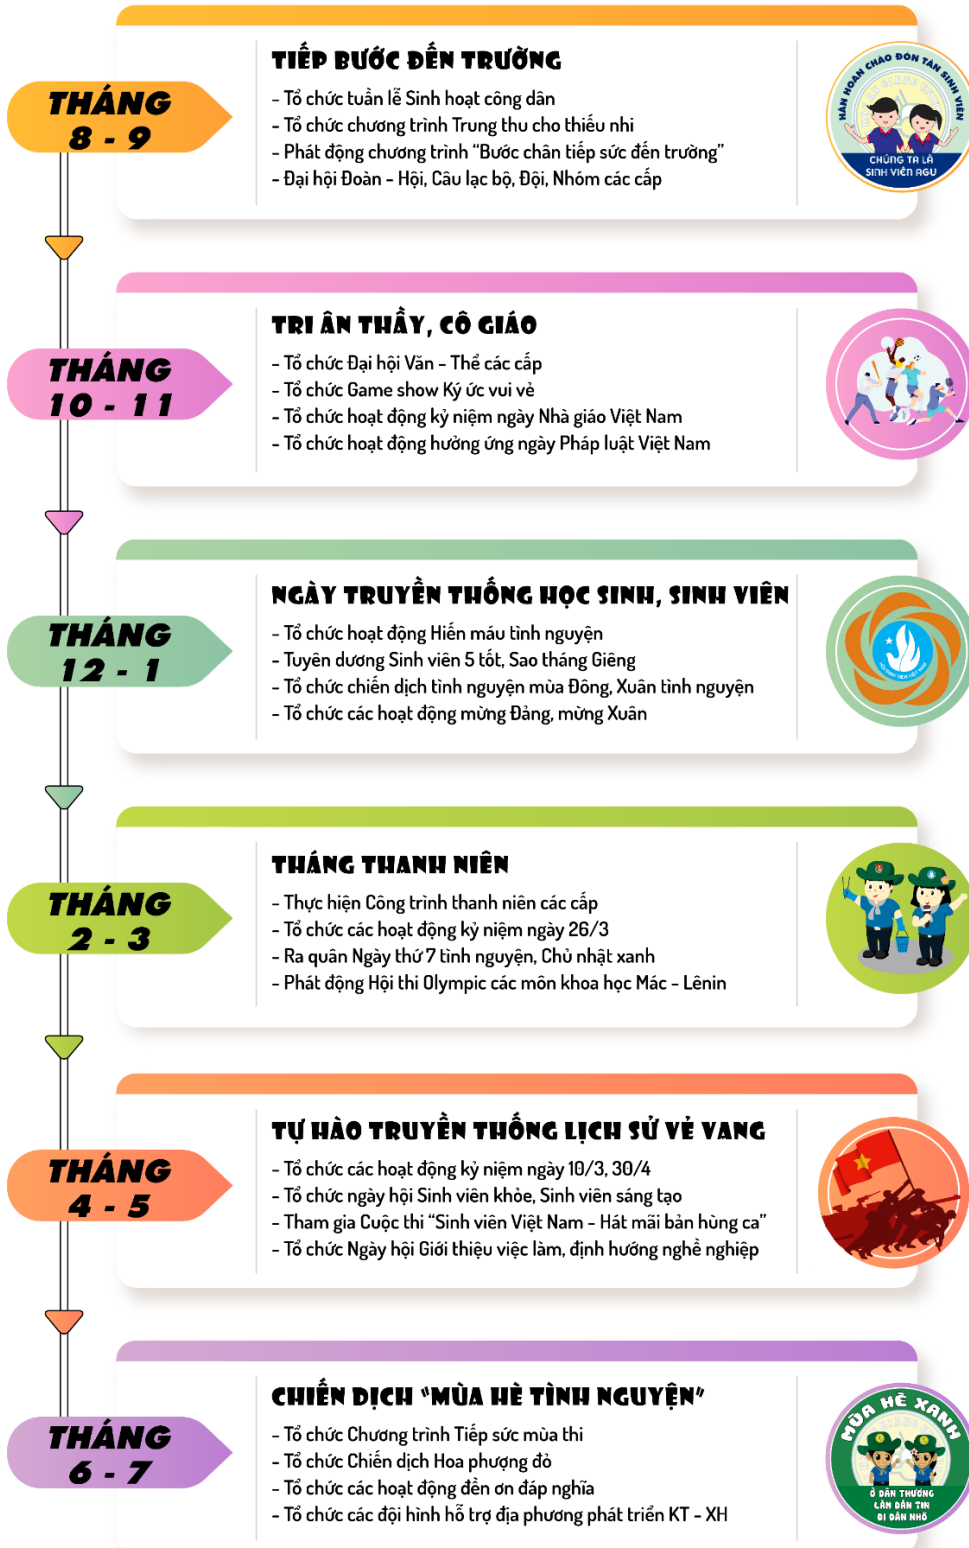 TIẾP BƯỚC ĐẾN TRƯỜNG
THÁNG
8 - 9
- Tổ chức tuần lễ Sinh hoạt công dân
- Tổ chức chương trình Trung thu cho thiếu nhi
- Phát động chương trình “Bước chân tiếp sức đến trường”
- Đại hội Đoàn - Hội, Câu lạc bộ, Đội, Nhóm các cấp
HÂN HOAN CHÀO ĐÓN TÂN SINH VIÊN
CHÚNG TA LÀ
SINH VIÊN AGU
TRI ÂN THẦY, CÔ GIÁO
THÁNG
10 - 11
- Tổ chức Đại hội Văn - Thể các cấp
- Tổ chức Game show Ký ức vui vẻ
- Tổ chức hoạt động kỷ niệm ngày Nhà giáo Việt Nam
- Tổ chức hoạt động hưởng ứng ngày Pháp luật Việt Nam
NGÀY TRUYỀN THỐNG HỌC SINH, SINH VIÊN
THÁNG
12 - 1
- Tổ chức hoạt động Hiến máu tình nguyện
- Tuyên dương Sinh viên 5 tốt, Sao tháng Giêng
- Tổ chức chiến dịch tình nguyện mùa Đông, Xuân tình nguyện
- Tổ chức các hoạt động mừng Đảng, mừng Xuân
HỘI SINH VIÊN VIỆT NAM
THÁNG THANH NIÊN
THÁNG
2 - 3
- Thực hiện Công trình thanh niên các cấp
- Tổ chức các hoạt động kỷ niệm ngày 26/3
- Ra quân Ngày thứ 7 tình nguyện, Chủ nhật xanh
- Phát động Hội thi Olympic các môn khoa học Mác - Lênin
TỰ HÀO TRUYỀN THỐNG LỊCH SỬ VẺ VANG
THÁNG
4 - 5
- Tổ chức các hoạt động kỷ niệm ngày 10/3, 30/4
- Tổ chức ngày hội Sinh viên khỏe, Sinh viên sáng tạo
- Tham gia Cuộc thi “Sinh viên Việt Nam - Hát mãi bản hùng ca”
- Tổ chức Ngày hội Giới thiệu việc làm, định hướng nghề nghiệp
CHIẾN DỊCH “MÙA HÈ TÌNH NGUYỆN”
THÁNG
6 - 7
- Tổ chức Chương trình Tiếp sức mùa thi
- Tổ chức Chiến dịch Hoa phượng đỏ
- Tổ chức các hoạt động đền ơn đáp nghĩa
- Tổ chức các đội hình hỗ trợ địa phương phát triển KT - XH
MÙA HÈ XANH
Ở DÂN THƯƠNG
LÀM DÂN TIN
ĐI DÂN NHỚ